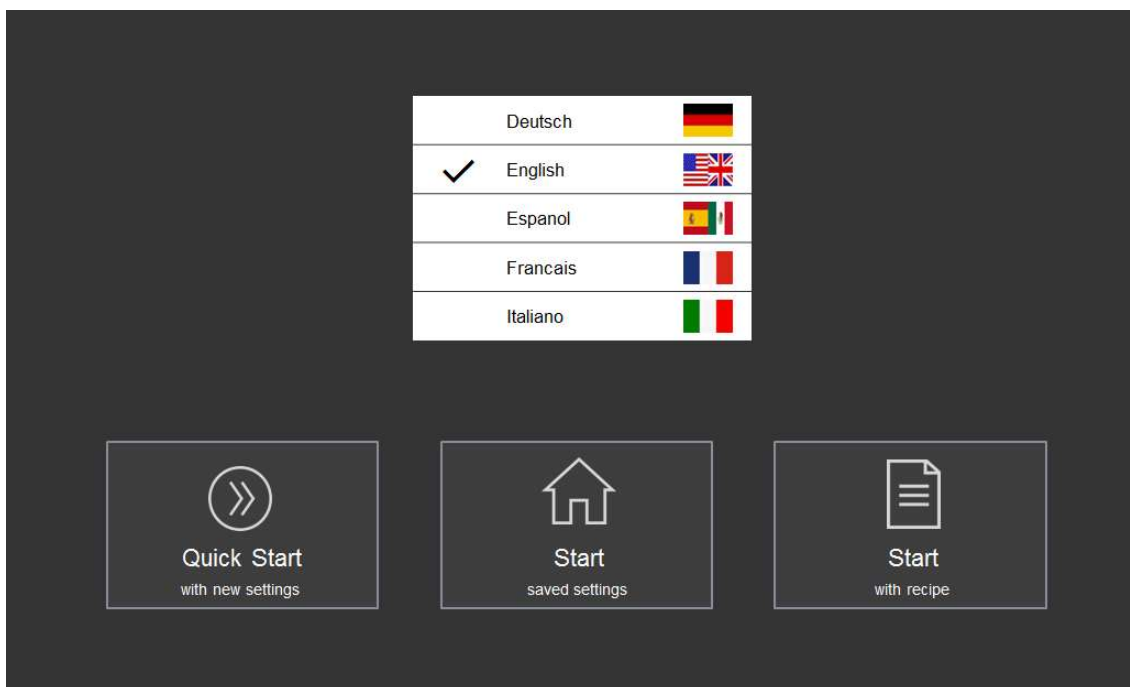 Deutsch
English
Espanol
Francais
Italiano
Quick Start
with new settings
Start
saved settings
Start
with recipe